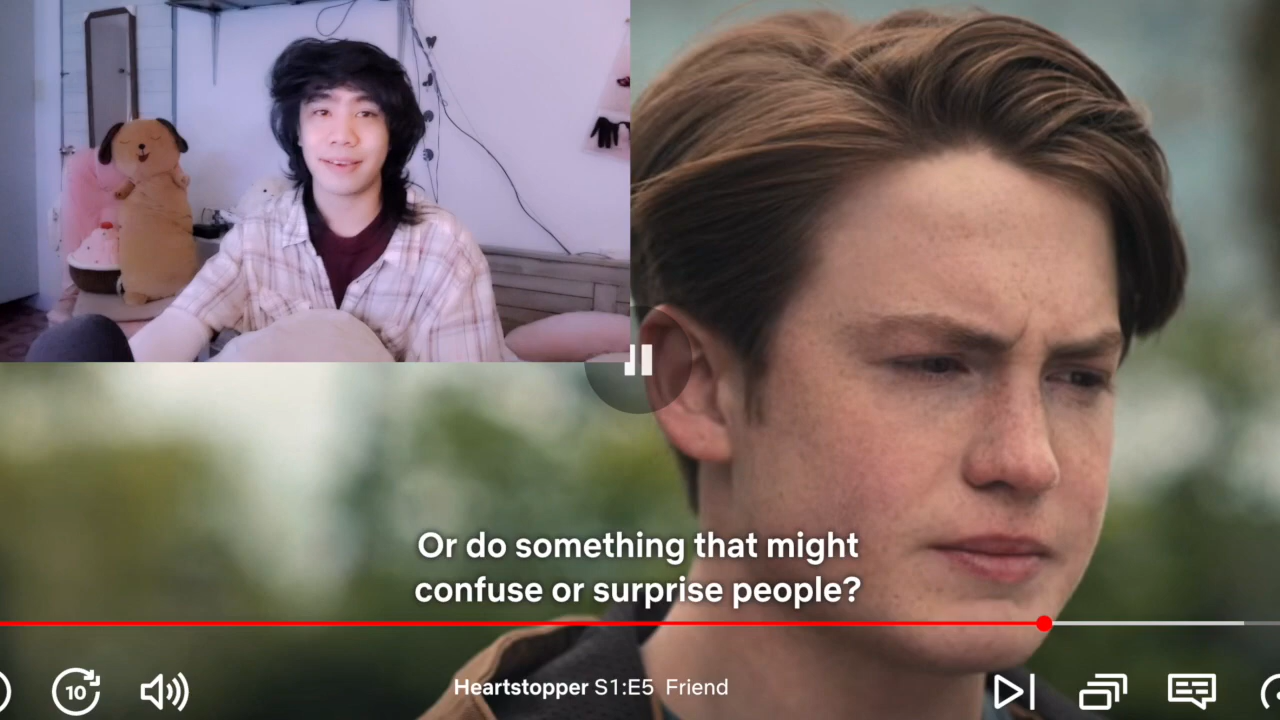 Or do something that might
confuse or surprise people?
10
Heartstopper S1:E5 Friend